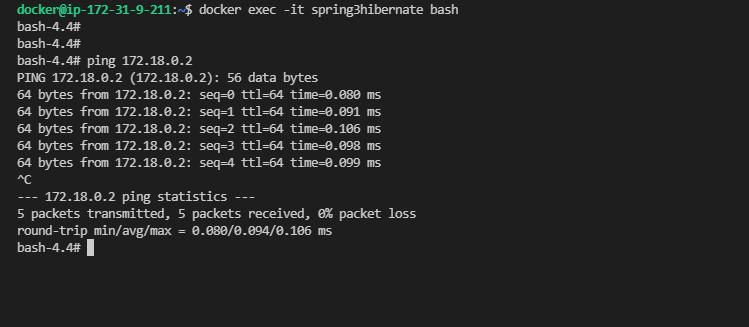 docker@ip-172-31-9-211:~$ docker exec -it spring3hibernate bash
bash-4.4#
bash-4.4#
bash-4.4# ping 172.18.0.2
PING 172.18.0.2 (172.18.0.2): 56 data bytes
64 bytes from 172.18.0.2: seq=0 ttl=64 time=0.080 ms
64 bytes from 172.18.0.2: seq=1 ttl=64 time=0.091 ms
64 bytes from 172.18.0.2: seq=2 ttl=64 time=0.106 ms
64 bytes from 172.18.0.2: seq=3 ttl=64 time=0.098 ms
64 bytes from 172.18.0.2: seq=4 ttl=64 time=0.099 ms
^C
--- 172.18.0.2 ping statistics ---
5 packets transmitted, 5 packets received, 0% packet loss
round-trip min/avg/max = 0.080/0.094/0.106 ms
bash-4.4#